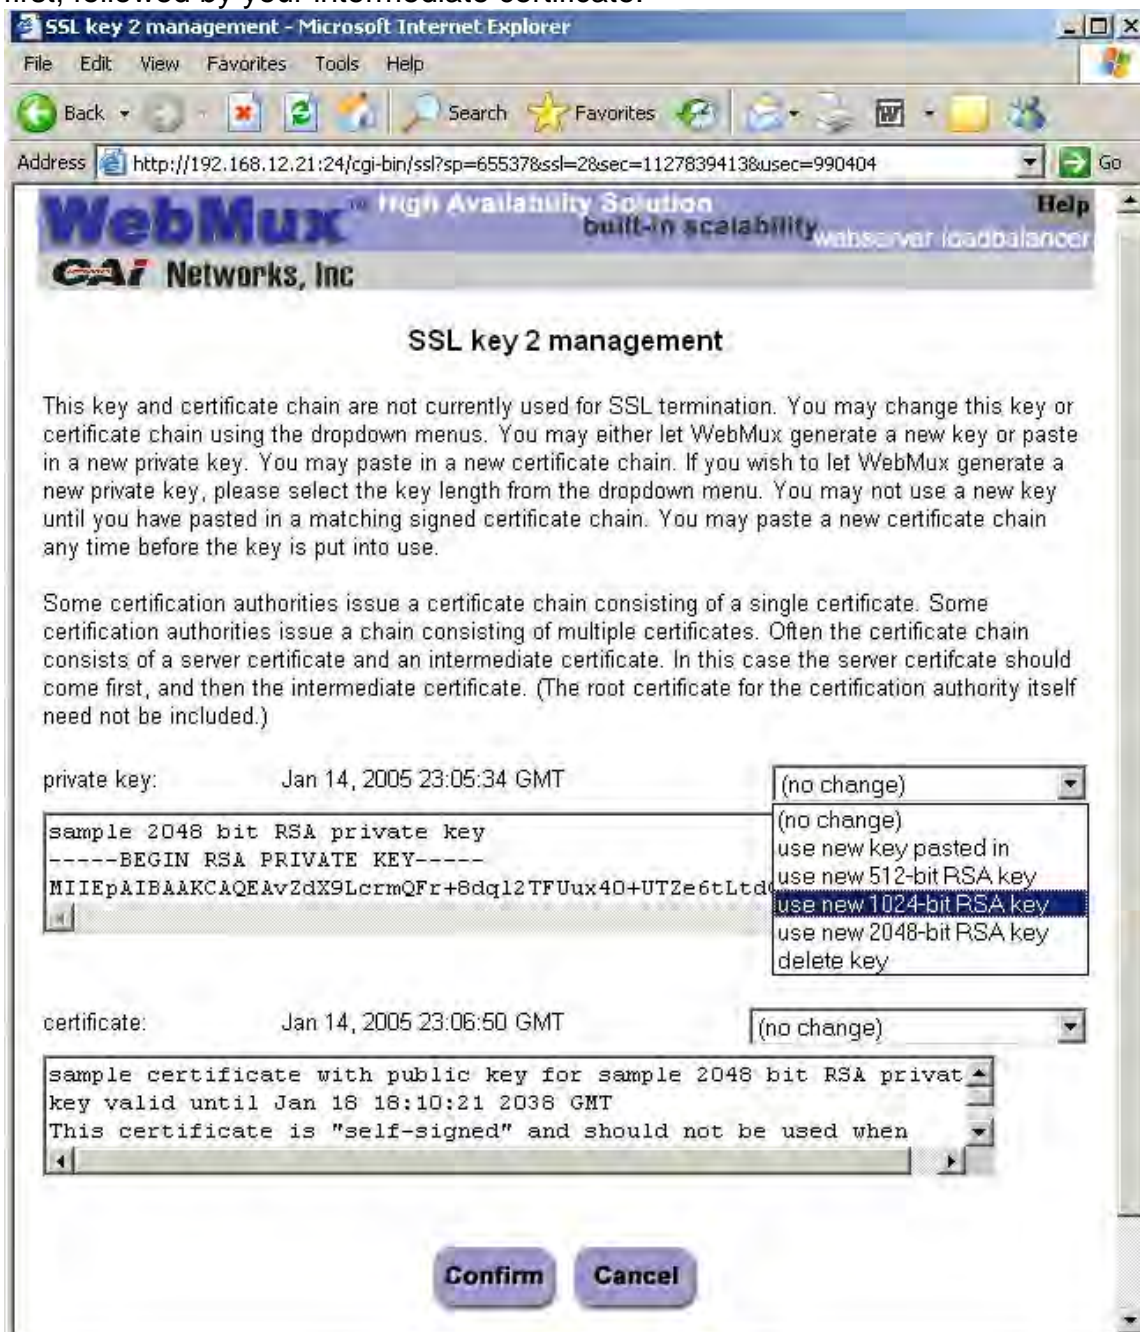 first, followed by your intermediate certificate.
SSL key 2 management - Microsoft Internet Explorer
File Edit View Favorites Tools Help
Back Search Favorites
Address http://192.168.12.21:24/cgi-bin/ssl?sp=65537&ssl=2&sec=1127839413&usec=990404 Go
WebMux™ High Availability Solution Help
built-in scalability webserver loadbalancer
CAi Networks, Inc
SSL key 2 management
This key and certificate chain are not currently used for SSL termination. You may change this key or
certificate chain using the dropdown menus. You may either let WebMux generate a new key or paste
in a new private key. You may paste in a new certificate chain. If you wish to let WebMux generate a
new private key, please select the key length from the dropdown menu. You may not use a new key
until you have pasted in a matching signed certificate chain. You may paste a new certificate chain
any time before the key is put into use.
Some certification authorities issue a certificate chain consisting of a single certificate. Some
certification authorities issue a chain consisting of multiple certificates. Often the certificate chain
consists of a server certificate and an intermediate certificate. In this case the server certifcate should
come first, and then the intermediate certificate. (The root certificate for the certification authority itself
need not be included.)
private key: Jan 14, 2005 23:05:34 GMT (no change)
(no change)
use new key pasted in
use new 512-bit RSA key
use new 1024-bit RSA key
use new 2048-bit RSA key
delete key
sample 2048 bit RSA private key
-----BEGIN RSA PRIVATE KEY-----
MIIEpAIBAAKCAQEAvZdX9LcrmQFr+8dql2TFUux4O+UTZe6tLtd
certificate: Jan 14, 2005 23:06:50 GMT (no change)
sample certificate with public key for sample 2048 bit RSA privat
key valid until Jan 18 18:10:21 2038 GMT
This certificate is "self-signed" and should not be used when
Confirm Cancel